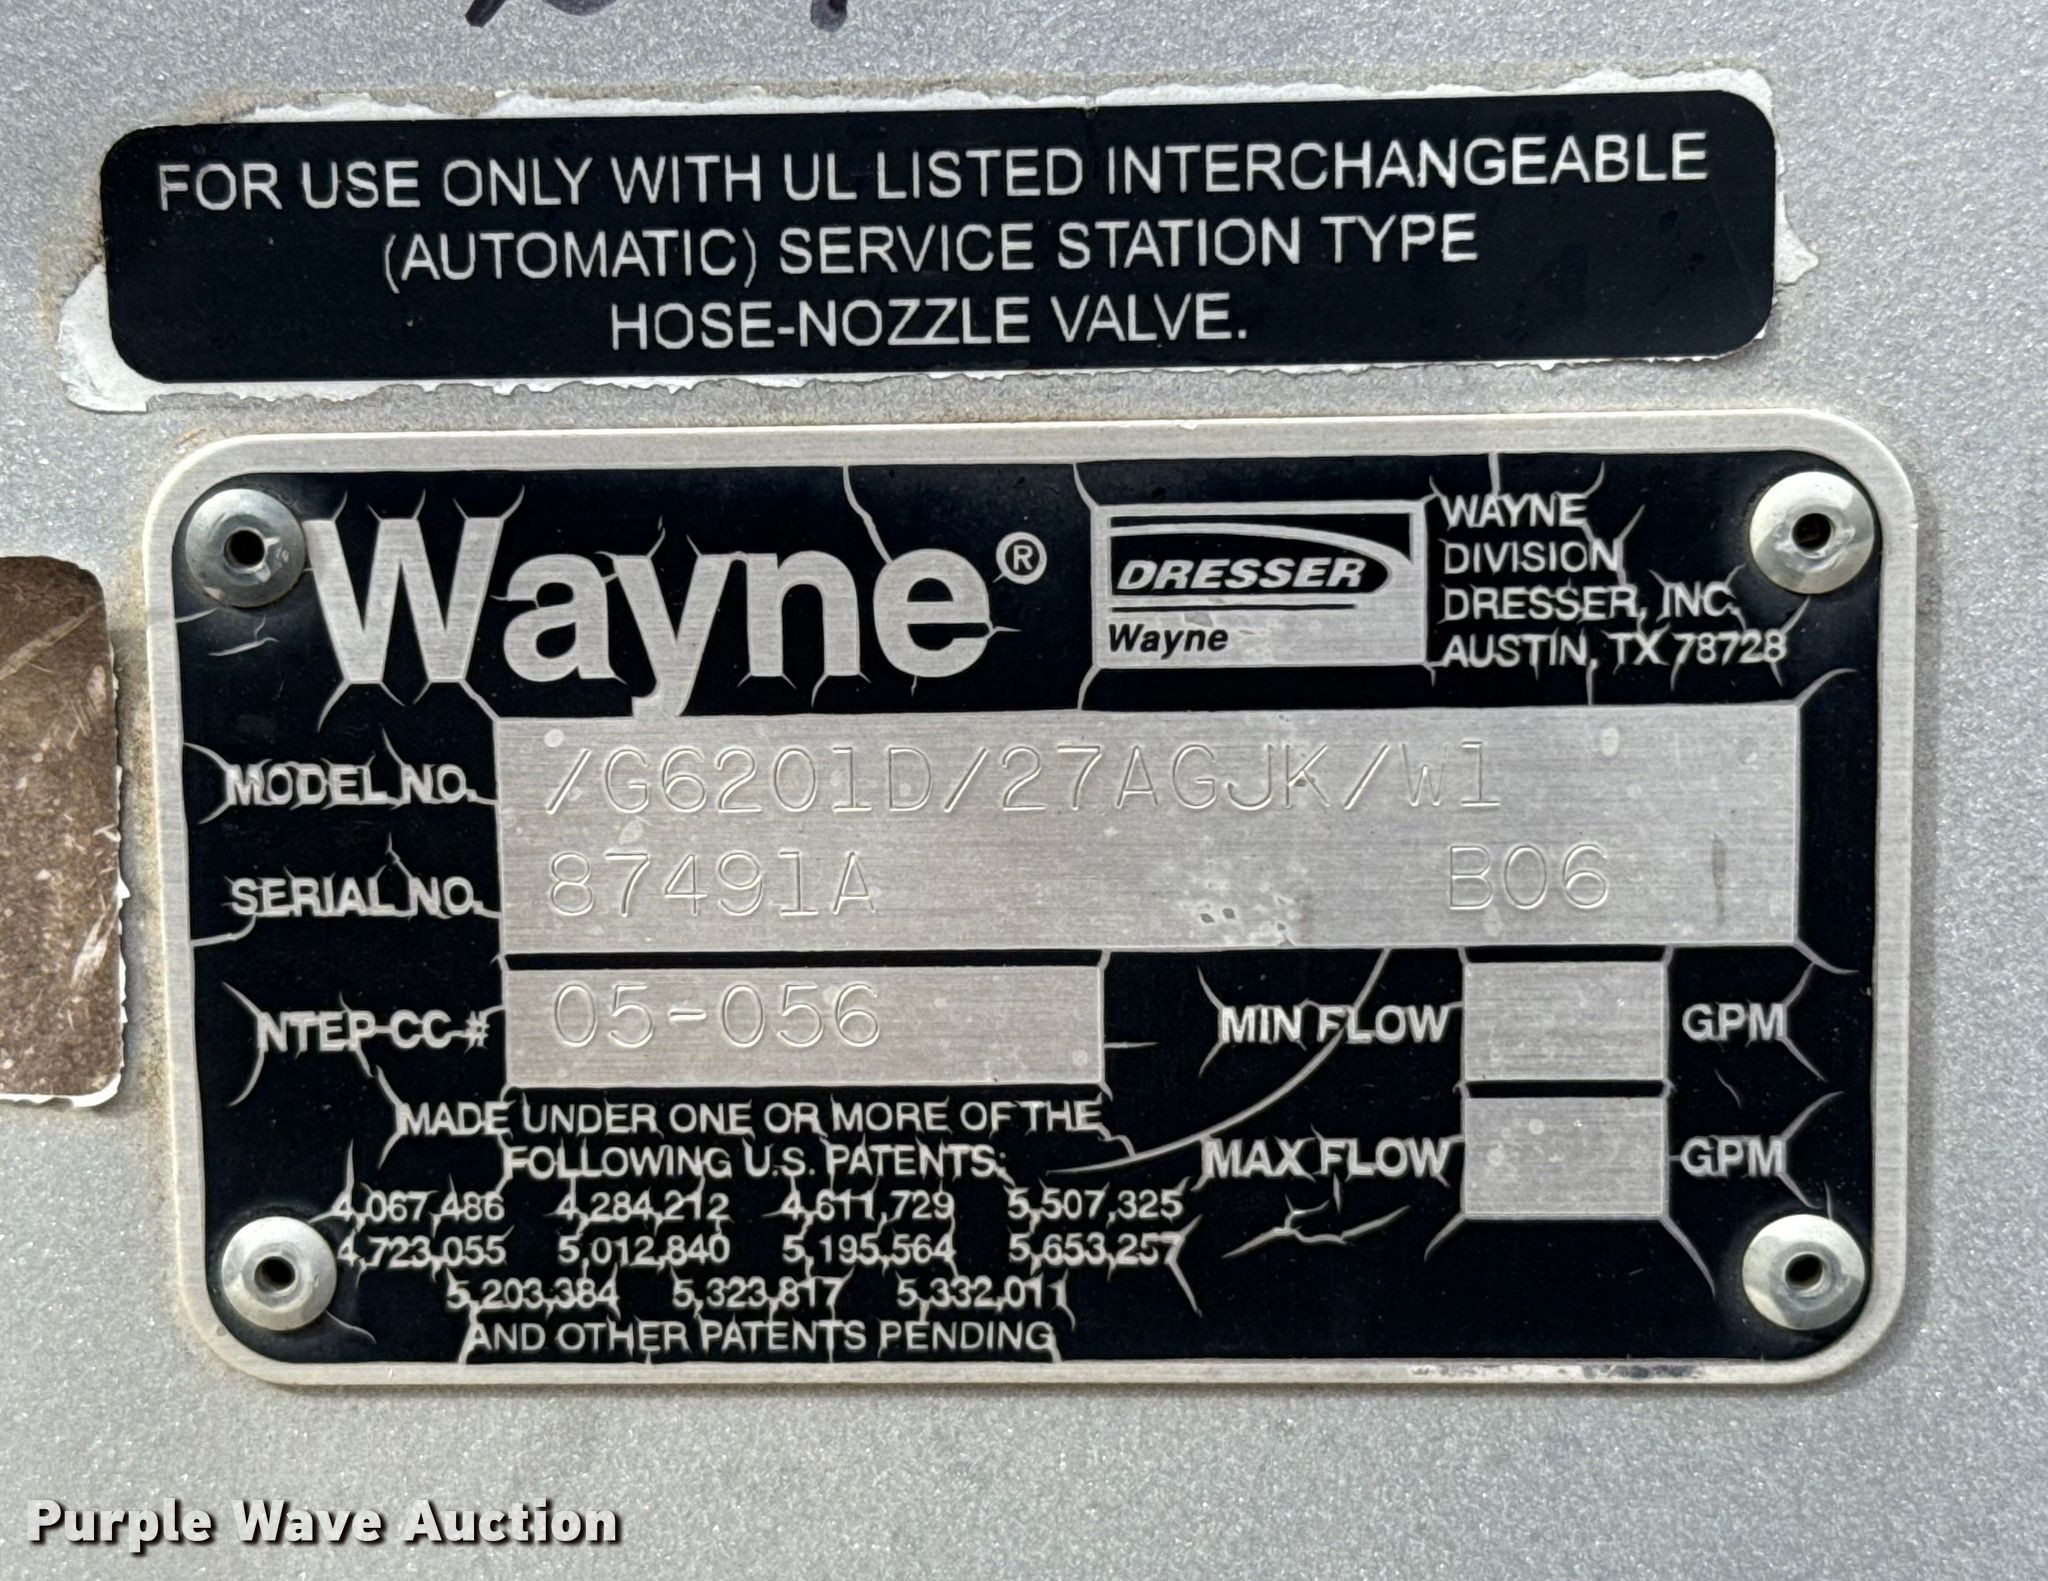 FOR USE ONLY WITH UL LISTED INTERCHANGEABLE
(AUTOMATIC) SERVICE STATION TYPE
HOSE-NOZZLE VALVE.
Wayne®
DRESSER
Wayne
WAYNE
DIVISION
DRESSER, INC.
AUSTIN, TX 78728
MODEL NO. /G6201D/27AGJK/W1
SERIAL NO. 87491A B06
NTEP-CC-# 05-056
MIN FLOW GPM
MAX FLOW GPM
MADE UNDER ONE OR MORE OF THE
FOLLOWING U.S. PATENTS:
4,067,486 4,284,212 4,611,729 5,507,325
4,723,055 5,012,840 5,195,564 5,653,257
5,203,384 5,323,817 5,332,011
AND OTHER PATENTS PENDING
Purple Wave Auction